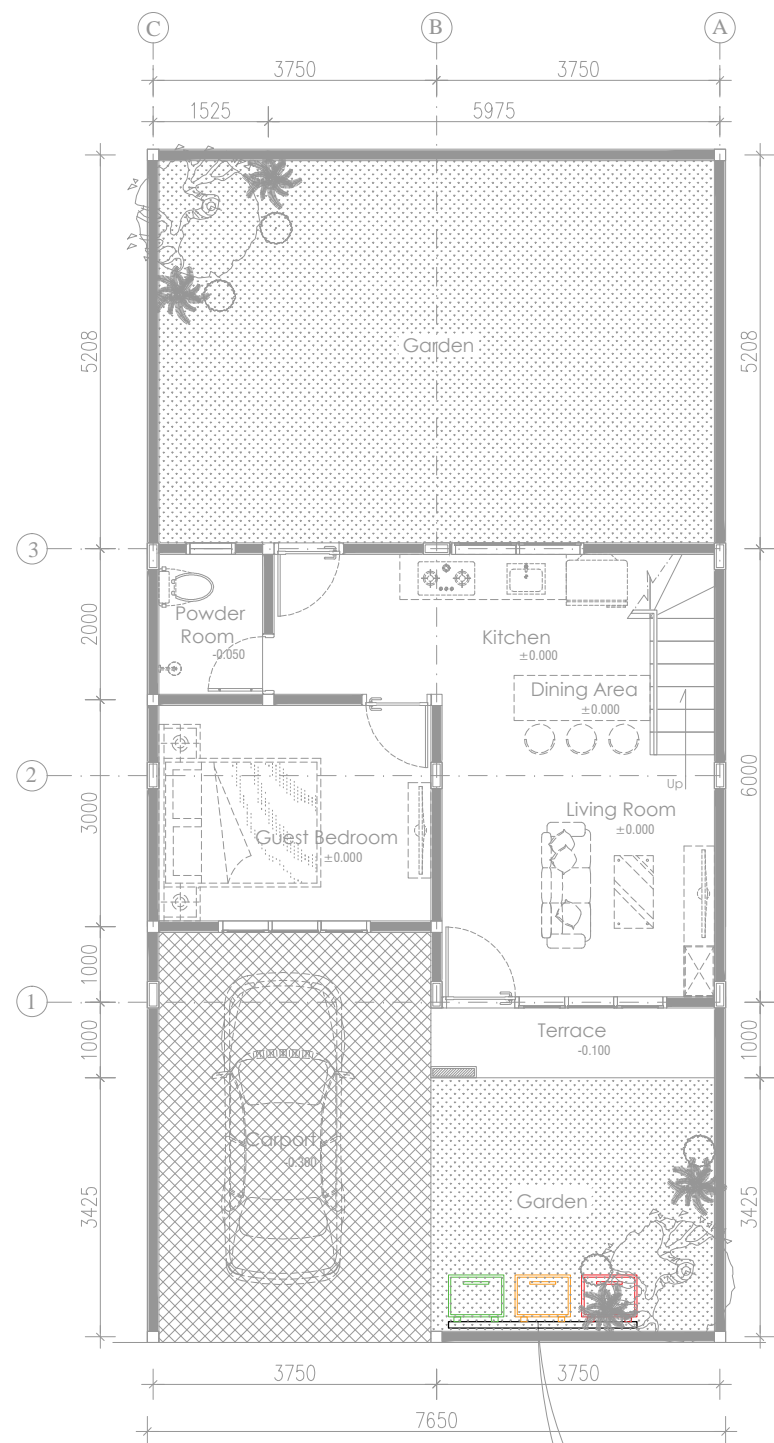 C
B
A
3750
3750
1525
5975
5208
Garden
5208
3
2000
Powder
Room
-0.050
Kitchen
±0.000
Dining Area
±0.000
2
3000
Up
6000
Living Room
±0.000
Guest Bedroom
±0.000
1000
1
1000
Terrace
-0.100
1000
Carport
-0.300
3425
Garden
3425
3750
3750
7650